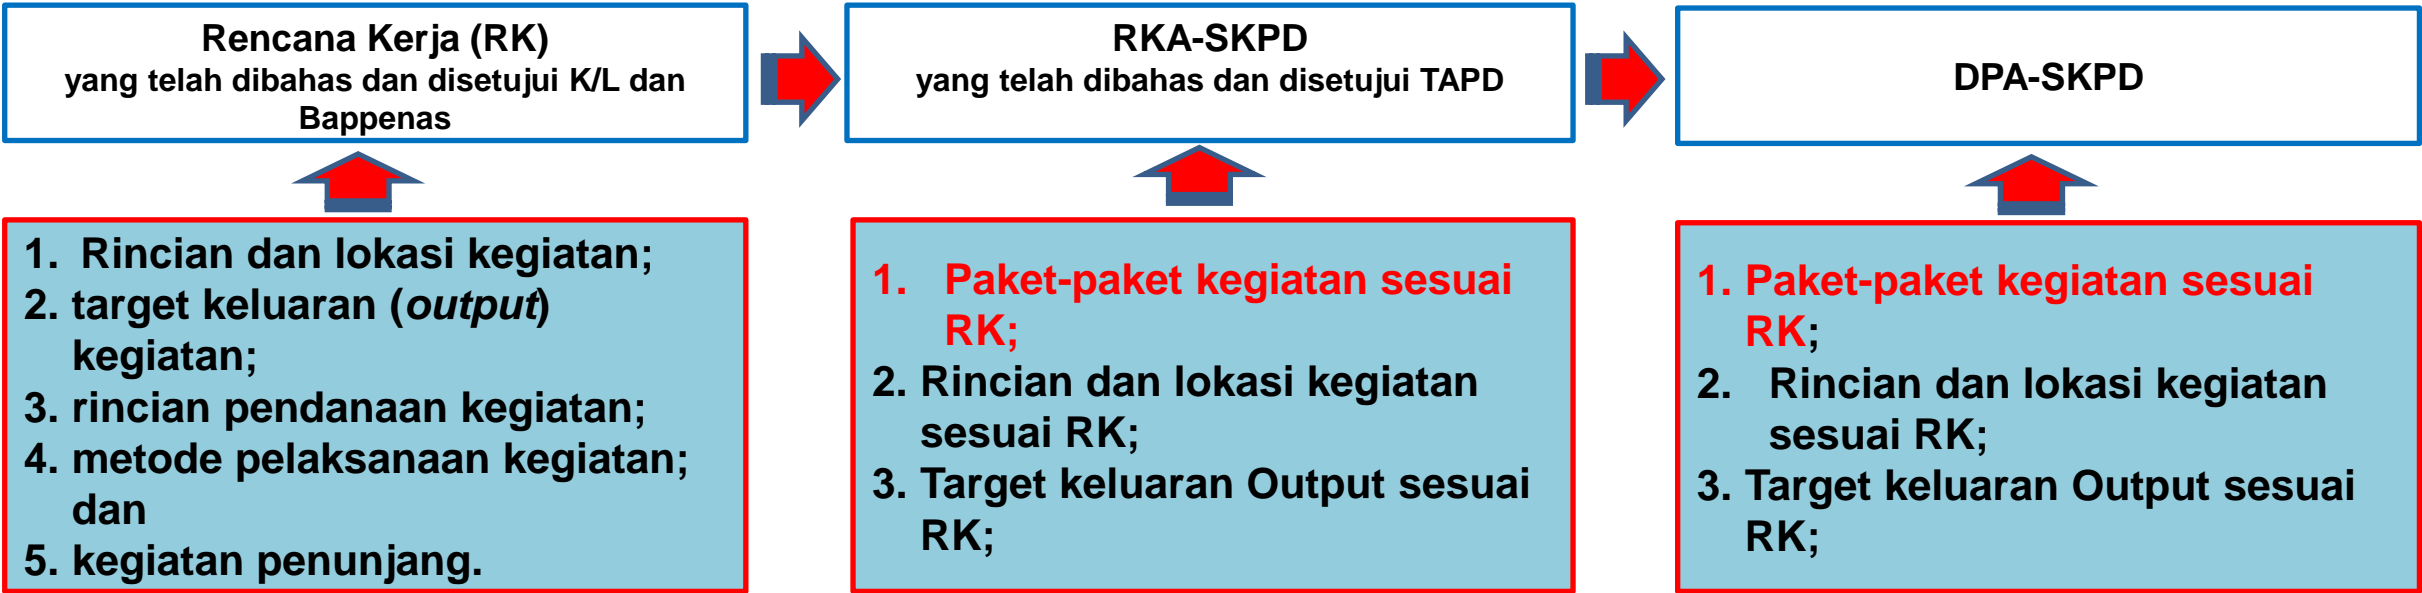 Rencana Kerja (RK)
yang telah dibahas dan disetujui K/L dan
Bappenas
RKA-SKPD
yang telah dibahas dan disetujui TAPD
DPA-SKPD
1. Rincian dan lokasi kegiatan;
2. target keluaran (output)
kegiatan;
3. rincian pendanaan kegiatan;
4. metode pelaksanaan kegiatan;
dan
5. kegiatan penunjang.
1. Paket-paket kegiatan sesuai
RK;
2. Rincian dan lokasi kegiatan
sesuai RK;
3. Target keluaran Output sesuai
RK;
1. Paket-paket kegiatan sesuai
RK;
2. Rincian dan lokasi kegiatan
sesuai RK;
3. Target keluaran Output sesuai
RK;